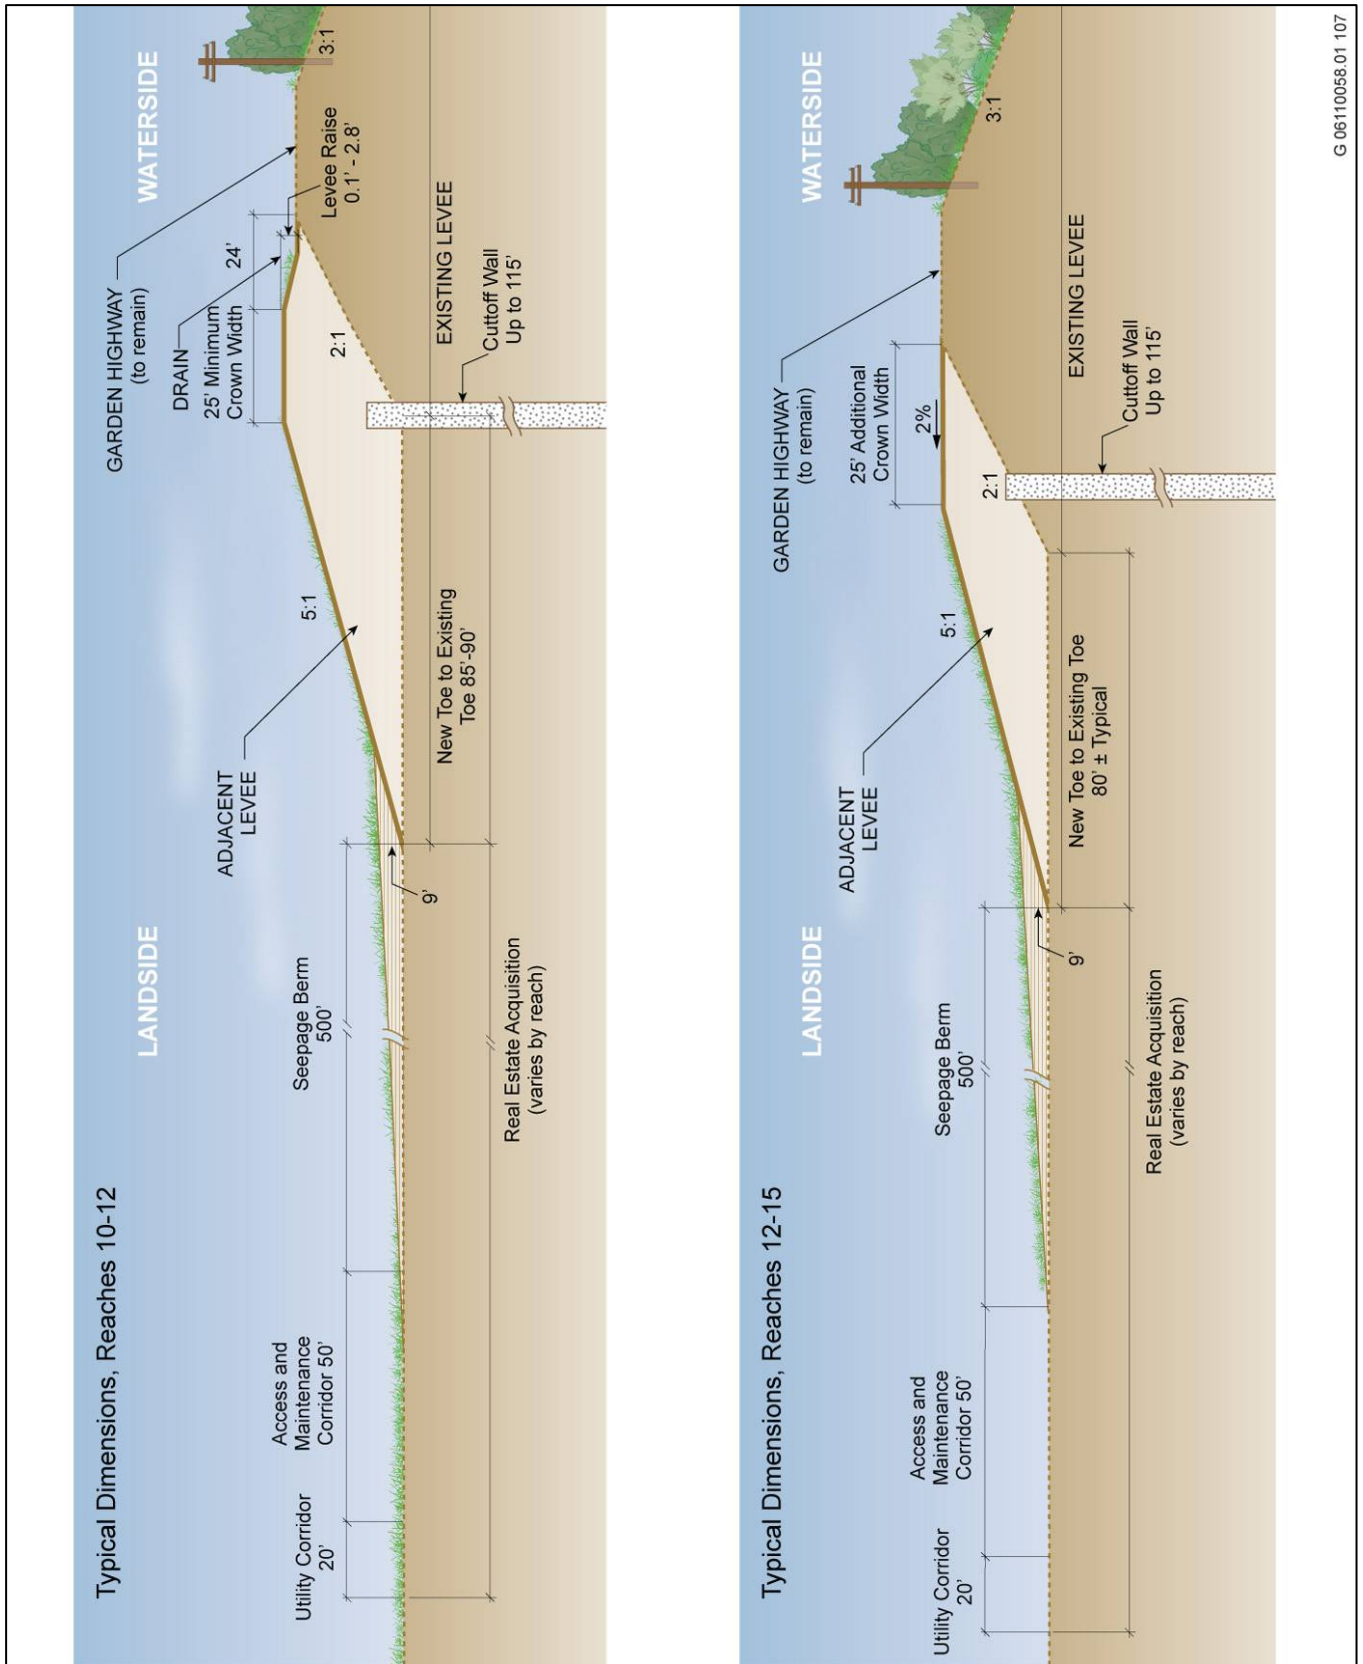 Typical Dimensions, Reaches 10-12
LANDSIDE
WATERSIDE
GARDEN HIGHWAY
(to remain)
DRAIN
25' Minimum
Crown Width
24'
Levee Raise
0.1' - 2.8'
3:1
2:1
5:1
ADJACENT
LEVEE
Seepage Berm
500'
Access and
Maintenance
Corridor 50'
Utility Corridor
20'
9'
New Toe to Existing
Toe 85'-90'
EXISTING LEVEE
Cuttoff Wall
Up to 115'
Real Estate Acquisition
(varies by reach)
Typical Dimensions, Reaches 12-15
LANDSIDE
WATERSIDE
GARDEN HIGHWAY
(to remain)
25' Additional
Crown Width
2%
3:1
2:1
5:1
ADJACENT
LEVEE
Seepage Berm
500'
Access and
Maintenance
Corridor 50'
Utility Corridor
20'
9'
New Toe to Existing Toe
80' ± Typical
EXISTING LEVEE
Cuttoff Wall
Up to 115'
Real Estate Acquisition
(varies by reach)
G 06110058.01 107